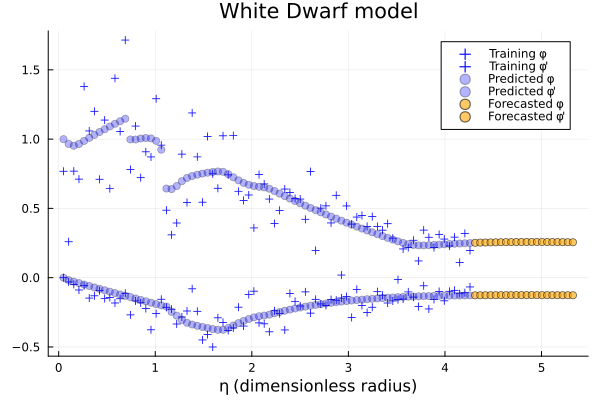 White Dwarf model
Training φ
Training φ'
Predicted φ
Predicted φ'
Forecasted φ
Forecasted φ'
1.5
1.0
0.5
0.0
−0.5
0 1 2 3 4 5
η (dimensionless radius)